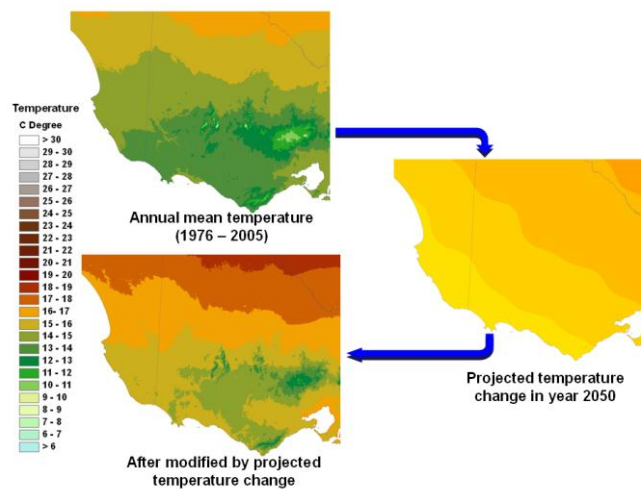 Temperature
C Degree
> 30
29 - 30
28 - 29
27 - 28
26 - 27
25 - 26
24 - 25
23 - 24
22 - 23
21 - 22
20 - 21
19 - 20
18 - 19
17 - 18
16- 17
15 - 16
14 - 15
13 - 14
12 - 13
11 - 12
10 - 11
9 - 10
8 - 9
7 - 8
6 - 7
> 6
Annual mean temperature
(1976 – 2005)
Projected temperature
change in year 2050
After modified by projected
temperature change